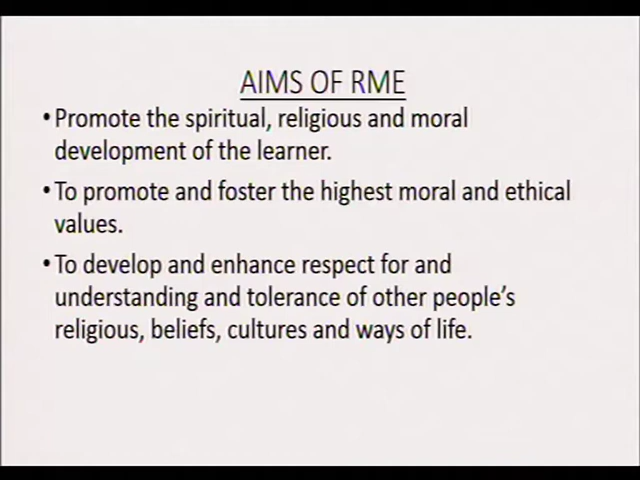 AIMS OF RME
•Promote the spiritual, religious and moral
development of the learner.
•To promote and foster the highest moral and ethical
values.
•To develop and enhance respect for and
understanding and tolerance of other people's
religious, beliefs, cultures and ways of life.